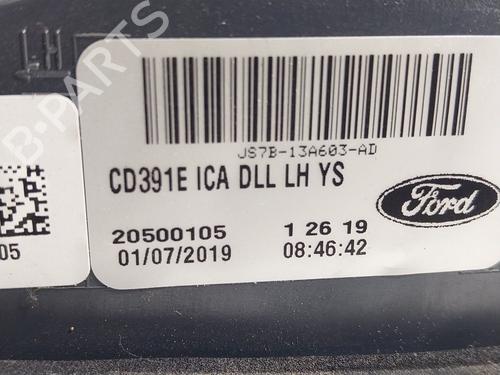 LH
JS7B-13A603-AD
CD391E ICA DLL LH YS
Ford
20500105 1 26 19
01/07/2019 08:46:42
05
B-PARTS